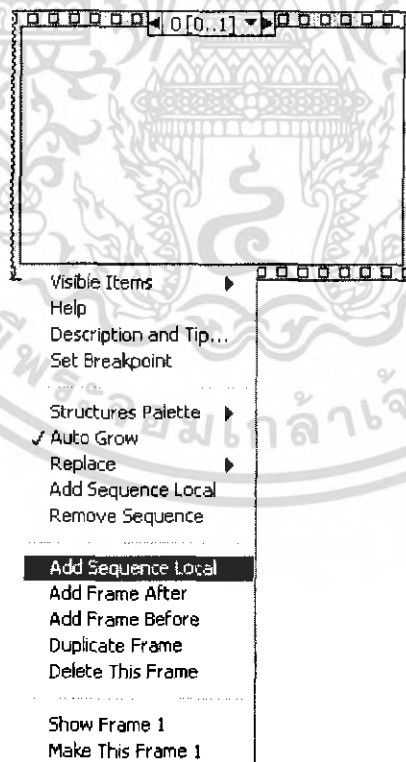 0 [0..1]
Visible Items
Help
Description and Tip...
Set Breakpoint
Structures Palette
✓ Auto Grow
Replace
Add Sequence Local
Remove Sequence
Add Sequence Local
Add Frame After
Add Frame Before
Duplicate Frame
Delete This Frame
Show Frame 1
Make This Frame 1